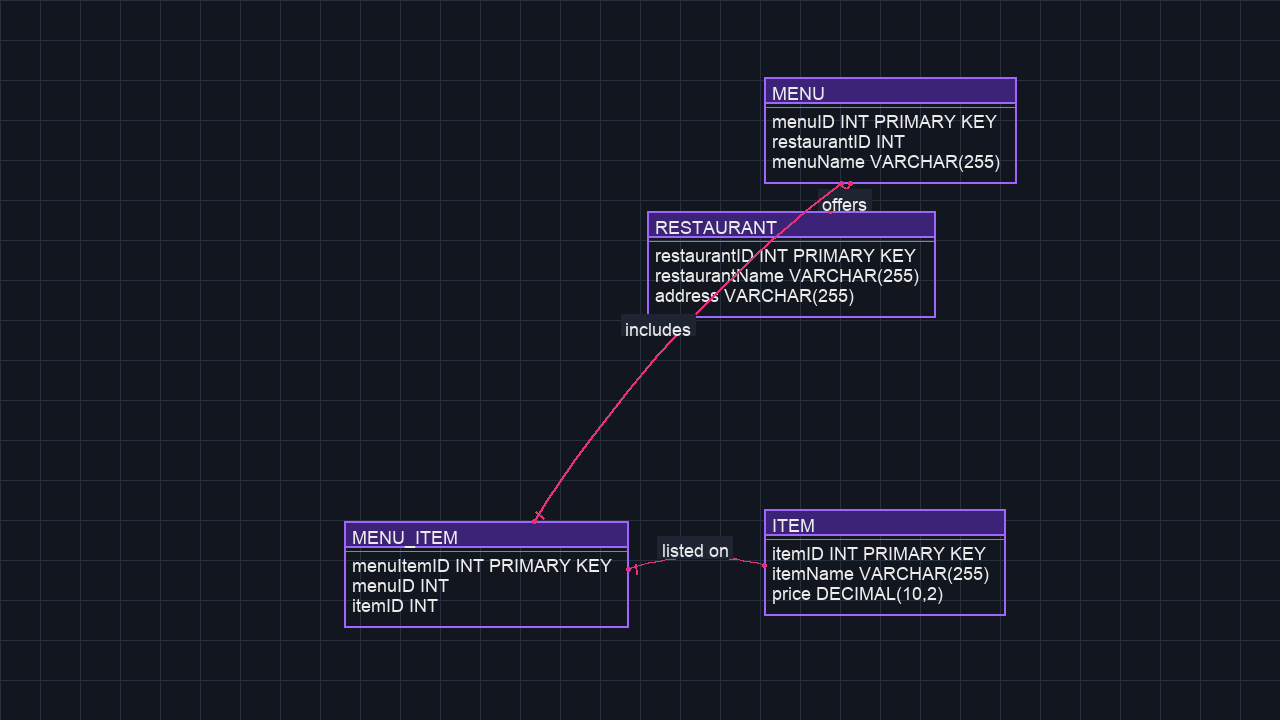 MENU
menuID INT PRIMARY KEY
restaurantID INT
menuName VARCHAR(255)
offers
RESTAURANT
restaurantID INT PRIMARY KEY
restaurantName VARCHAR(255)
address VARCHAR(255)
includes
MENU_ITEM
menuItemID INT PRIMARY KEY
menuID INT
itemID INT
listed on
ITEM
itemID INT PRIMARY KEY
itemName VARCHAR(255)
price DECIMAL(10,2)